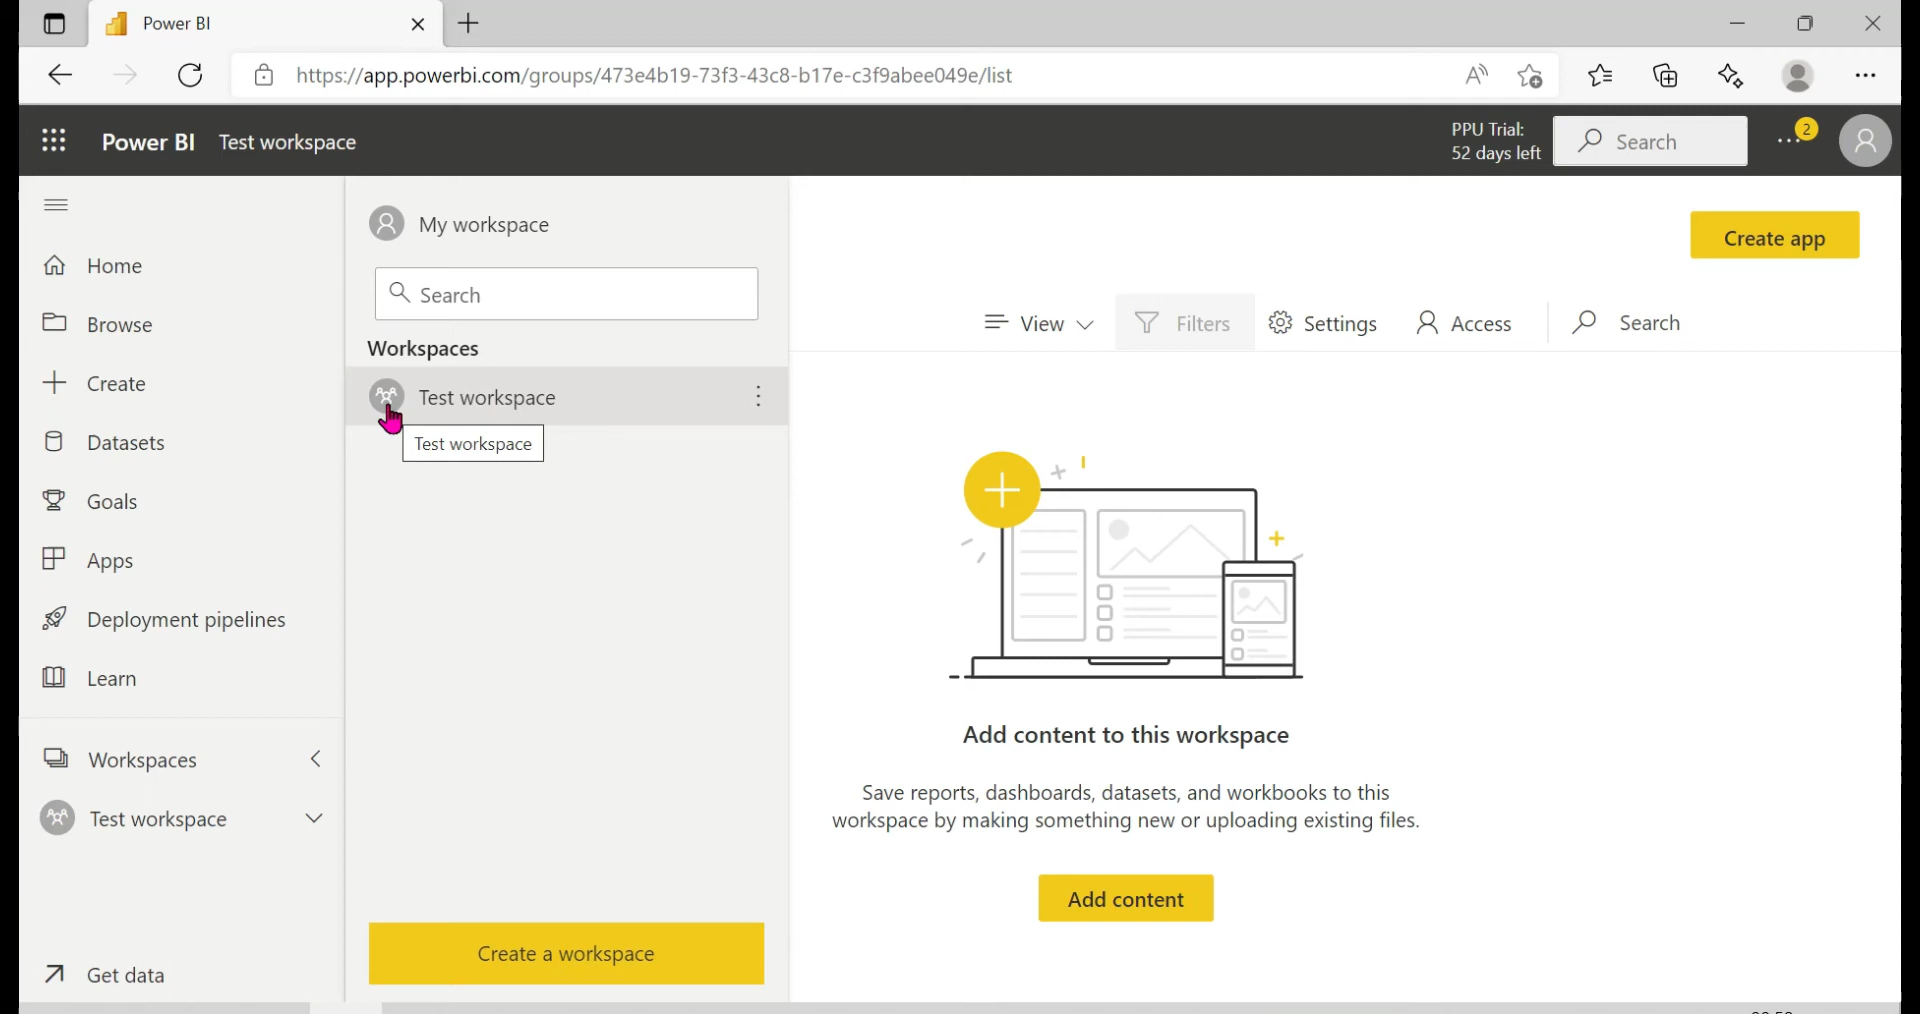 Power BI
https://app.powerbi.com/groups/473e4b19-73f3-43c8-b17e-c3f9abee049e/list
Power BI Test workspace
PPU Trial:
52 days left
Search
2
Home
Browse
Create
Datasets
Goals
Apps
Deployment pipelines
Learn
Workspaces
Test workspace
Get data
My workspace
Search
Workspaces
Test workspace
Test workspace
Create a workspace
Create app
View
Filters
Settings
Access
Search
Add content to this workspace
Save reports, dashboards, datasets, and workbooks to this
workspace by making something new or uploading existing files.
Add content